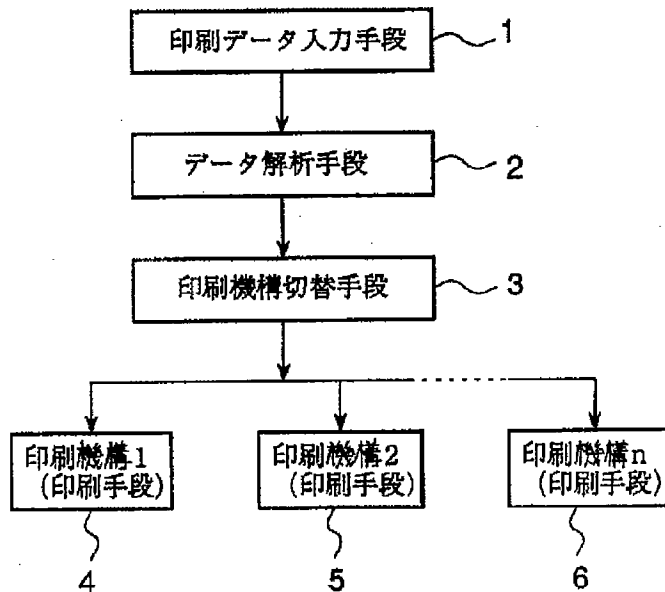 印刷データ入力手段
1
データ解析手段
2
印刷機構切替手段
3
印刷機構1
(印刷手段)
印刷機構2
(印刷手段)
印刷機構n
(印刷手段)
4
5
6